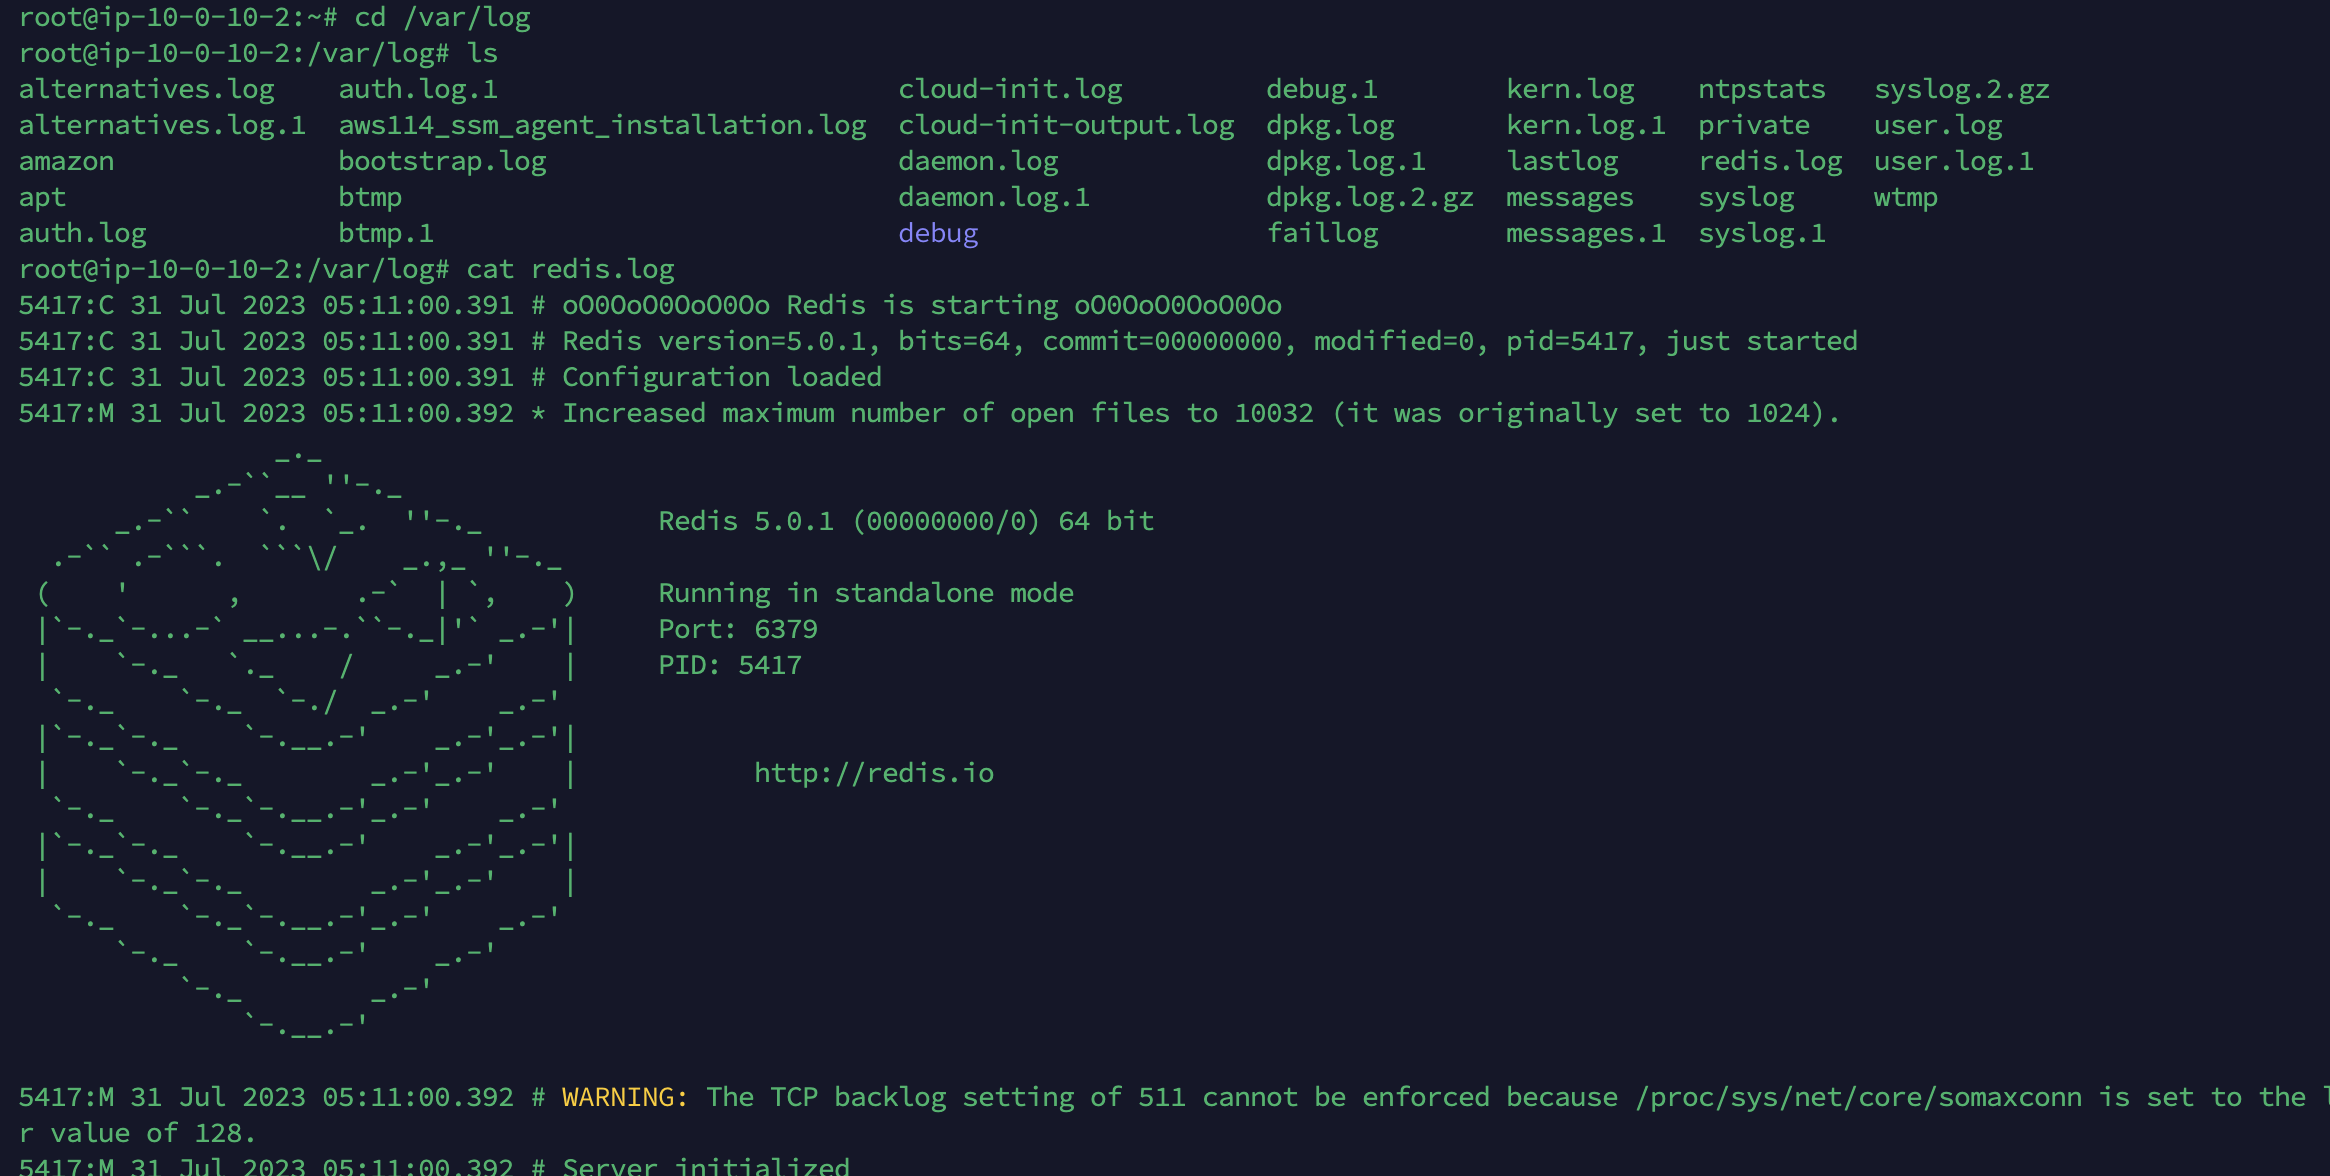 root@ip-10-0-10-2:~# cd /var/log
root@ip-10-0-10-2:/var/log# ls
alternatives.log    auth.log.1                         cloud-init.log         debug.1        kern.log    ntpstats   syslog.2.gz
alternatives.log.1  aws114_ssm_agent_installation.log  cloud-init-output.log  dpkg.log       kern.log.1  private    user.log
amazon              bootstrap.log                      daemon.log             dpkg.log.1     lastlog     redis.log  user.log.1
apt                 btmp                               daemon.log.1           dpkg.log.2.gz  messages    syslog     wtmp
auth.log            btmp.1                             debug                  faillog        messages.1  syslog.1
root@ip-10-0-10-2:/var/log# cat redis.log
5417:C 31 Jul 2023 05:11:00.391 # oO0OoO0OoO0Oo Redis is starting oO0OoO0OoO0Oo
5417:C 31 Jul 2023 05:11:00.391 # Redis version=5.0.1, bits=64, commit=00000000, modified=0, pid=5417, just started
5417:C 31 Jul 2023 05:11:00.391 # Configuration loaded
5417:M 31 Jul 2023 05:11:00.392 * Increased maximum number of open files to 10032 (it was originally set to 1024).
Redis 5.0.1 (00000000/0) 64 bit
Running in standalone mode
Port: 6379
PID: 5417
http://redis.io
5417:M 31 Jul 2023 05:11:00.392 # WARNING: The TCP backlog setting of 511 cannot be enforced because /proc/sys/net/core/somaxconn is set to the
r value of 128.
5417:M 31 Jul 2023 05:11:00.392 # Server initialized